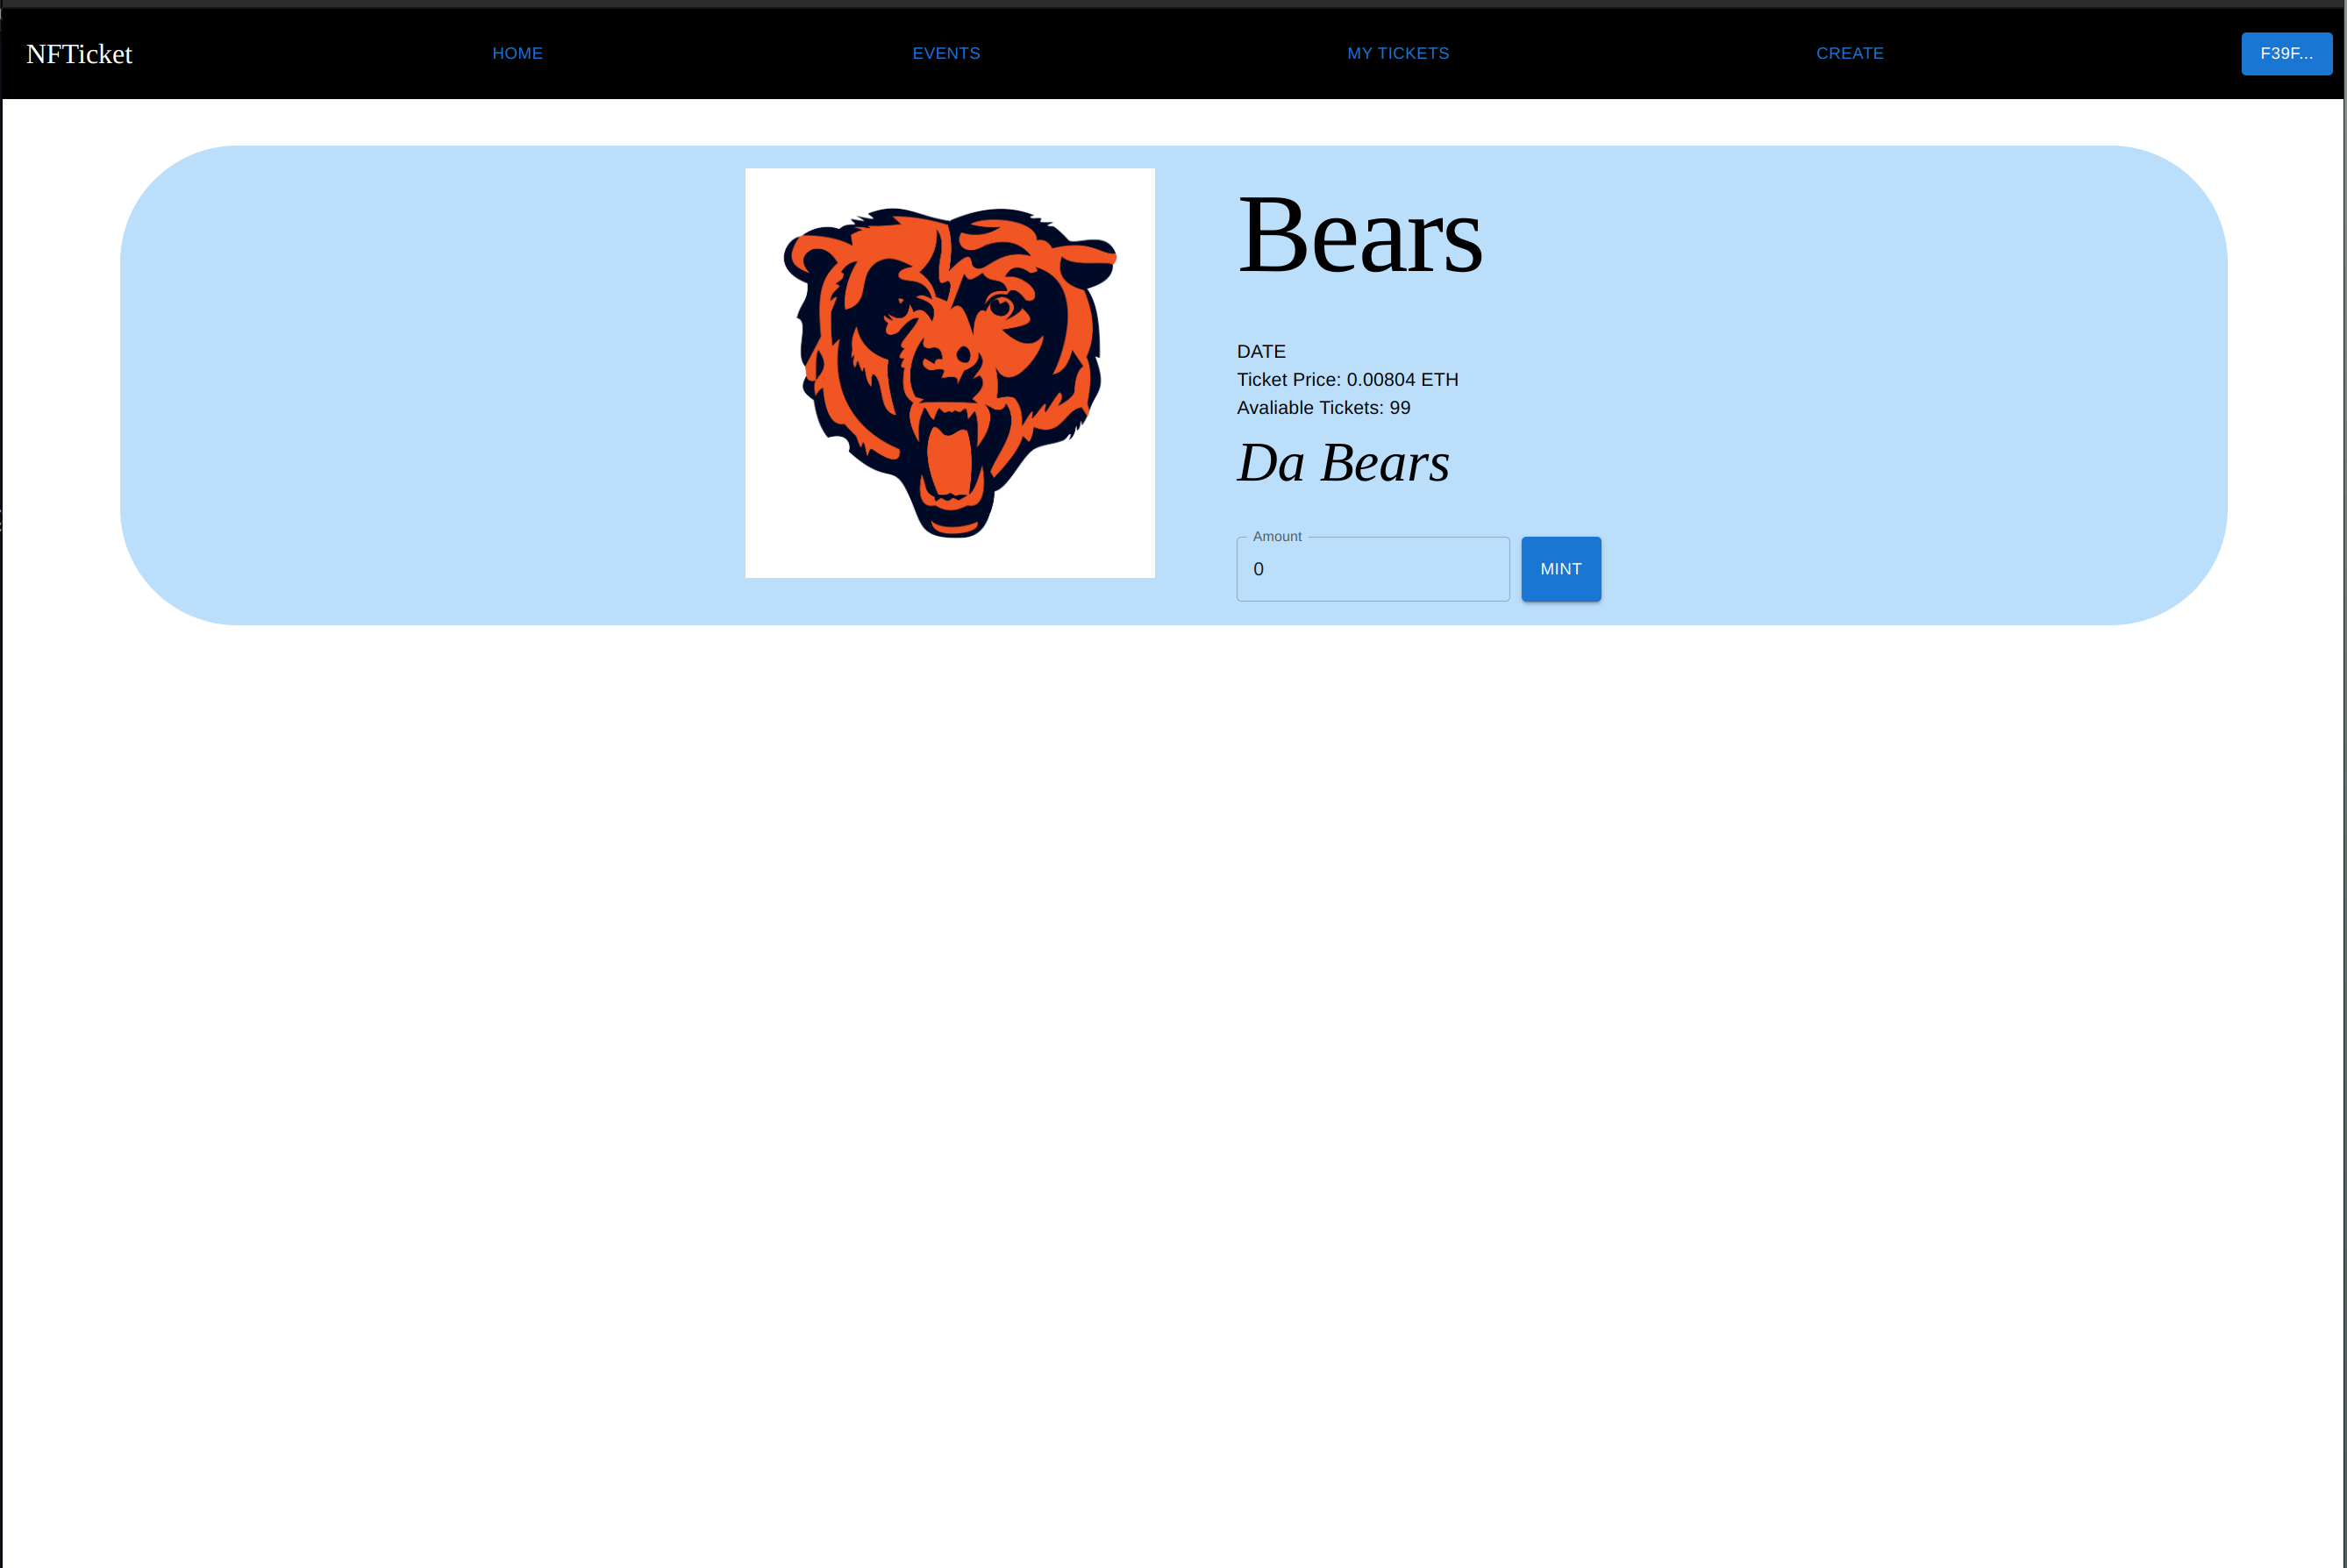 NFTicket
HOME
EVENTS
MY TICKETS
CREATE
F39F...
Bears
DATE
Ticket Price: 0.00804 ETH
Avaliable Tickets: 99
Da Bears
Amount
0
MINT